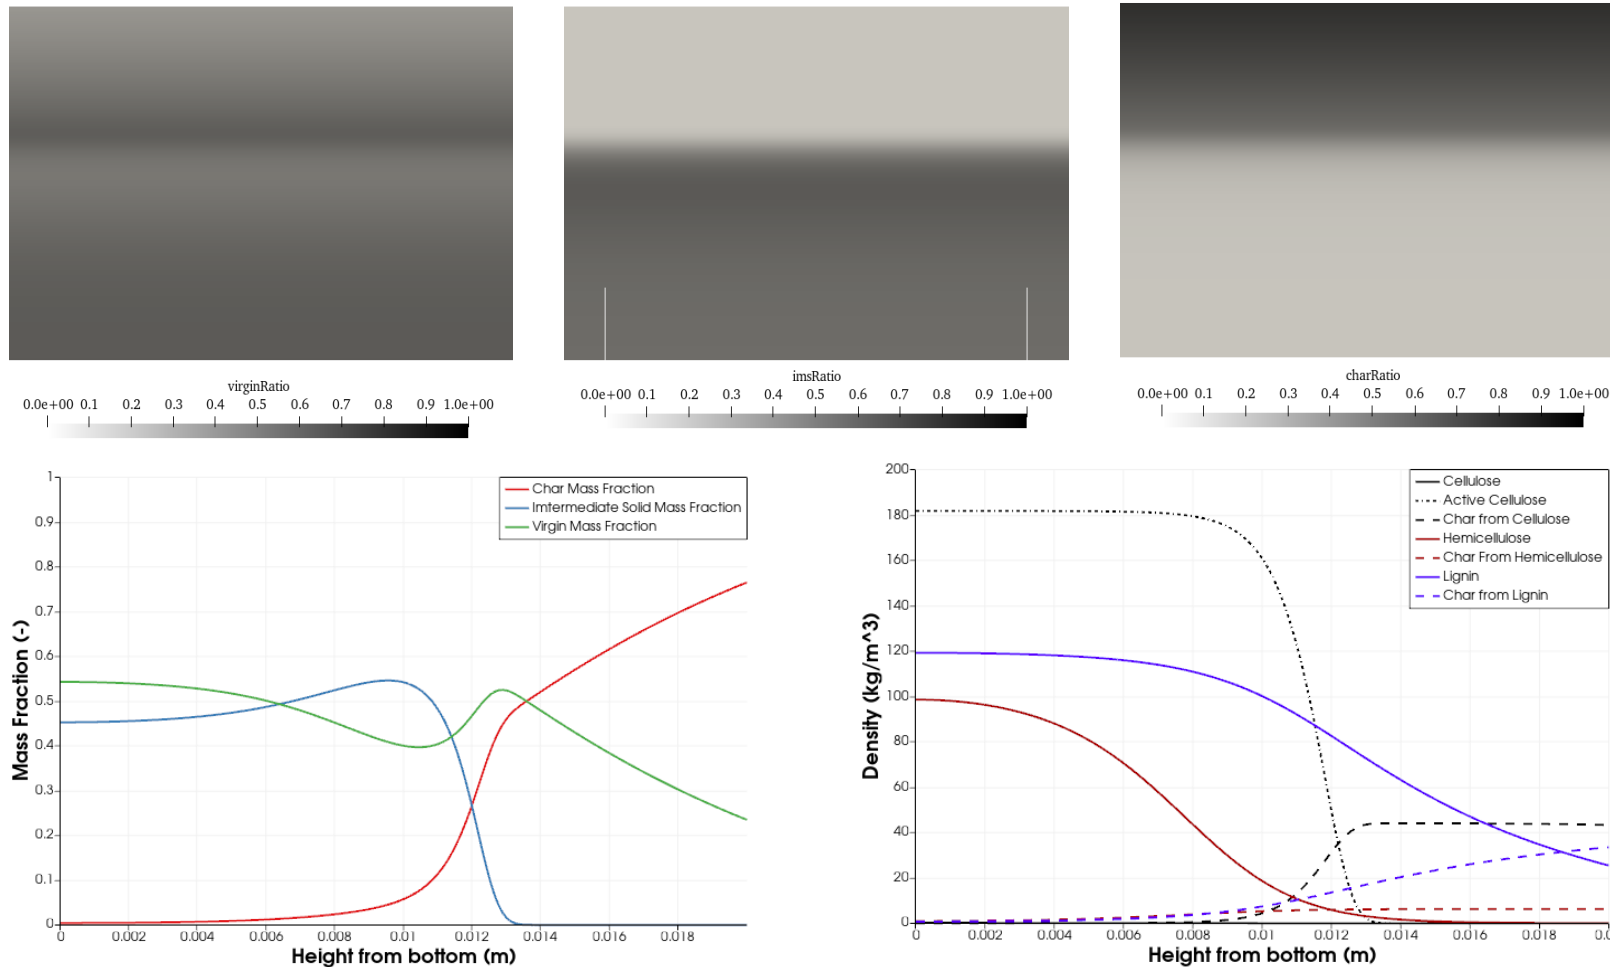 virginRatio
0.0e+00 0.1 0.2 0.3 0.4 0.5 0.6 0.7 0.8 0.9 1.0e+00
imsRatio
0.0e+00 0.1 0.2 0.3 0.4 0.5 0.6 0.7 0.8 0.9 1.0e+00
charRatio
0.0e+00 0.1 0.2 0.3 0.4 0.5 0.6 0.7 0.8 0.9 1.0e+00
Char Mass Fraction
Imtermediate Solid Mass Fraction
Virgin Mass Fraction
Mass Fraction (-)
1
0.9
0.8
0.7
0.6
0.5
0.4
0.3
0.2
0.1
0
0 0.002 0.004 0.006 0.008 0.01 0.012 0.014 0.016 0.018
Height from bottom (m)
Cellulose
Active Cellulose
Char from Cellulose
Hemicellulose
Char From Hemicellulose
Lignin
Char from Lignin
Density (kg/m^3)
200
180
160
140
120
100
80
60
40
20
0
0 0.002 0.004 0.006 0.008 0.01 0.012 0.014 0.016 0.018 0.0
Height from bottom (m)